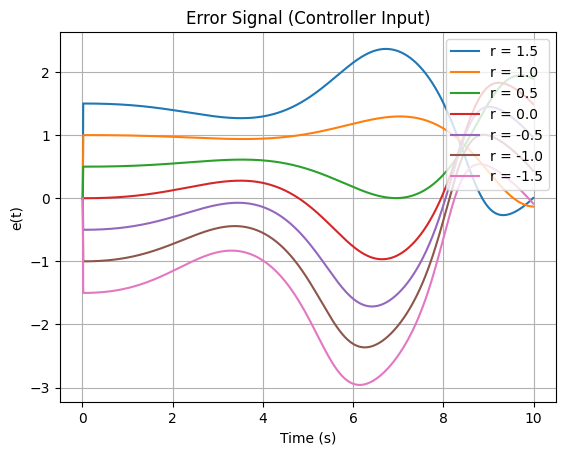 Error Signal (Controller Input)
r = 1.5
r = 1.0
r = 0.5
r = 0.0
r = -0.5
r = -1.0
r = -1.5
e(t)
2
1
0
−1
−2
−3
0 2 4 6 8 10
Time (s)